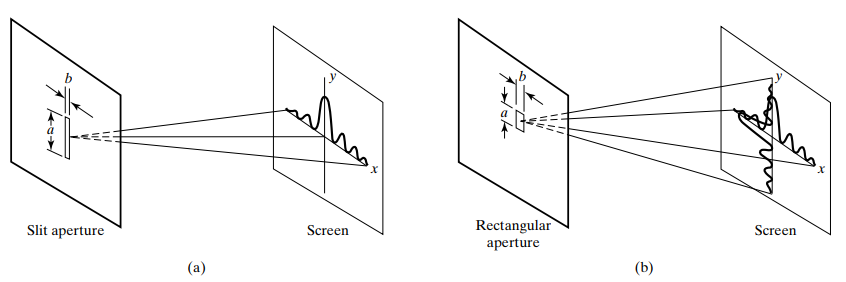 b
a
y
x
Slit aperture
Screen
(a)
b
a
y
x
Rectangular
aperture
Screen
(b)